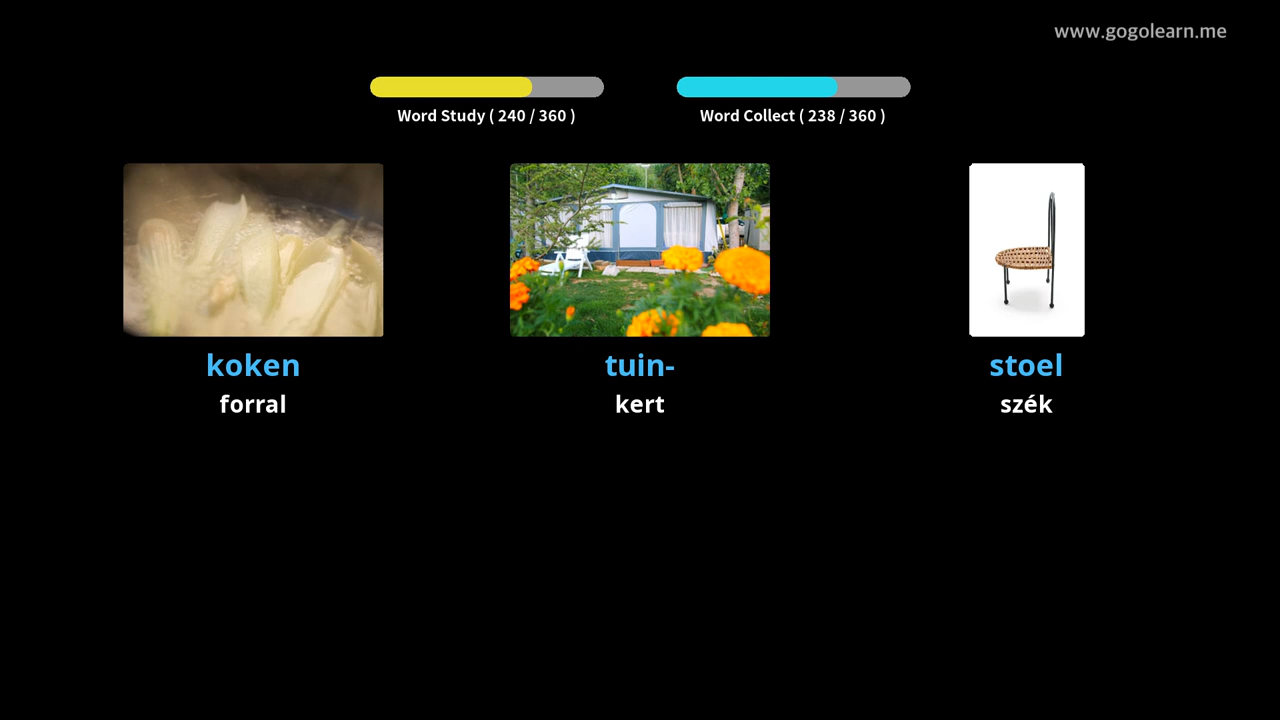 www.gogolearn.me
Word Study ( 240 / 360 )
Word Collect ( 238 / 360 )
koken
tuin-
stoel
forral
kert
szék